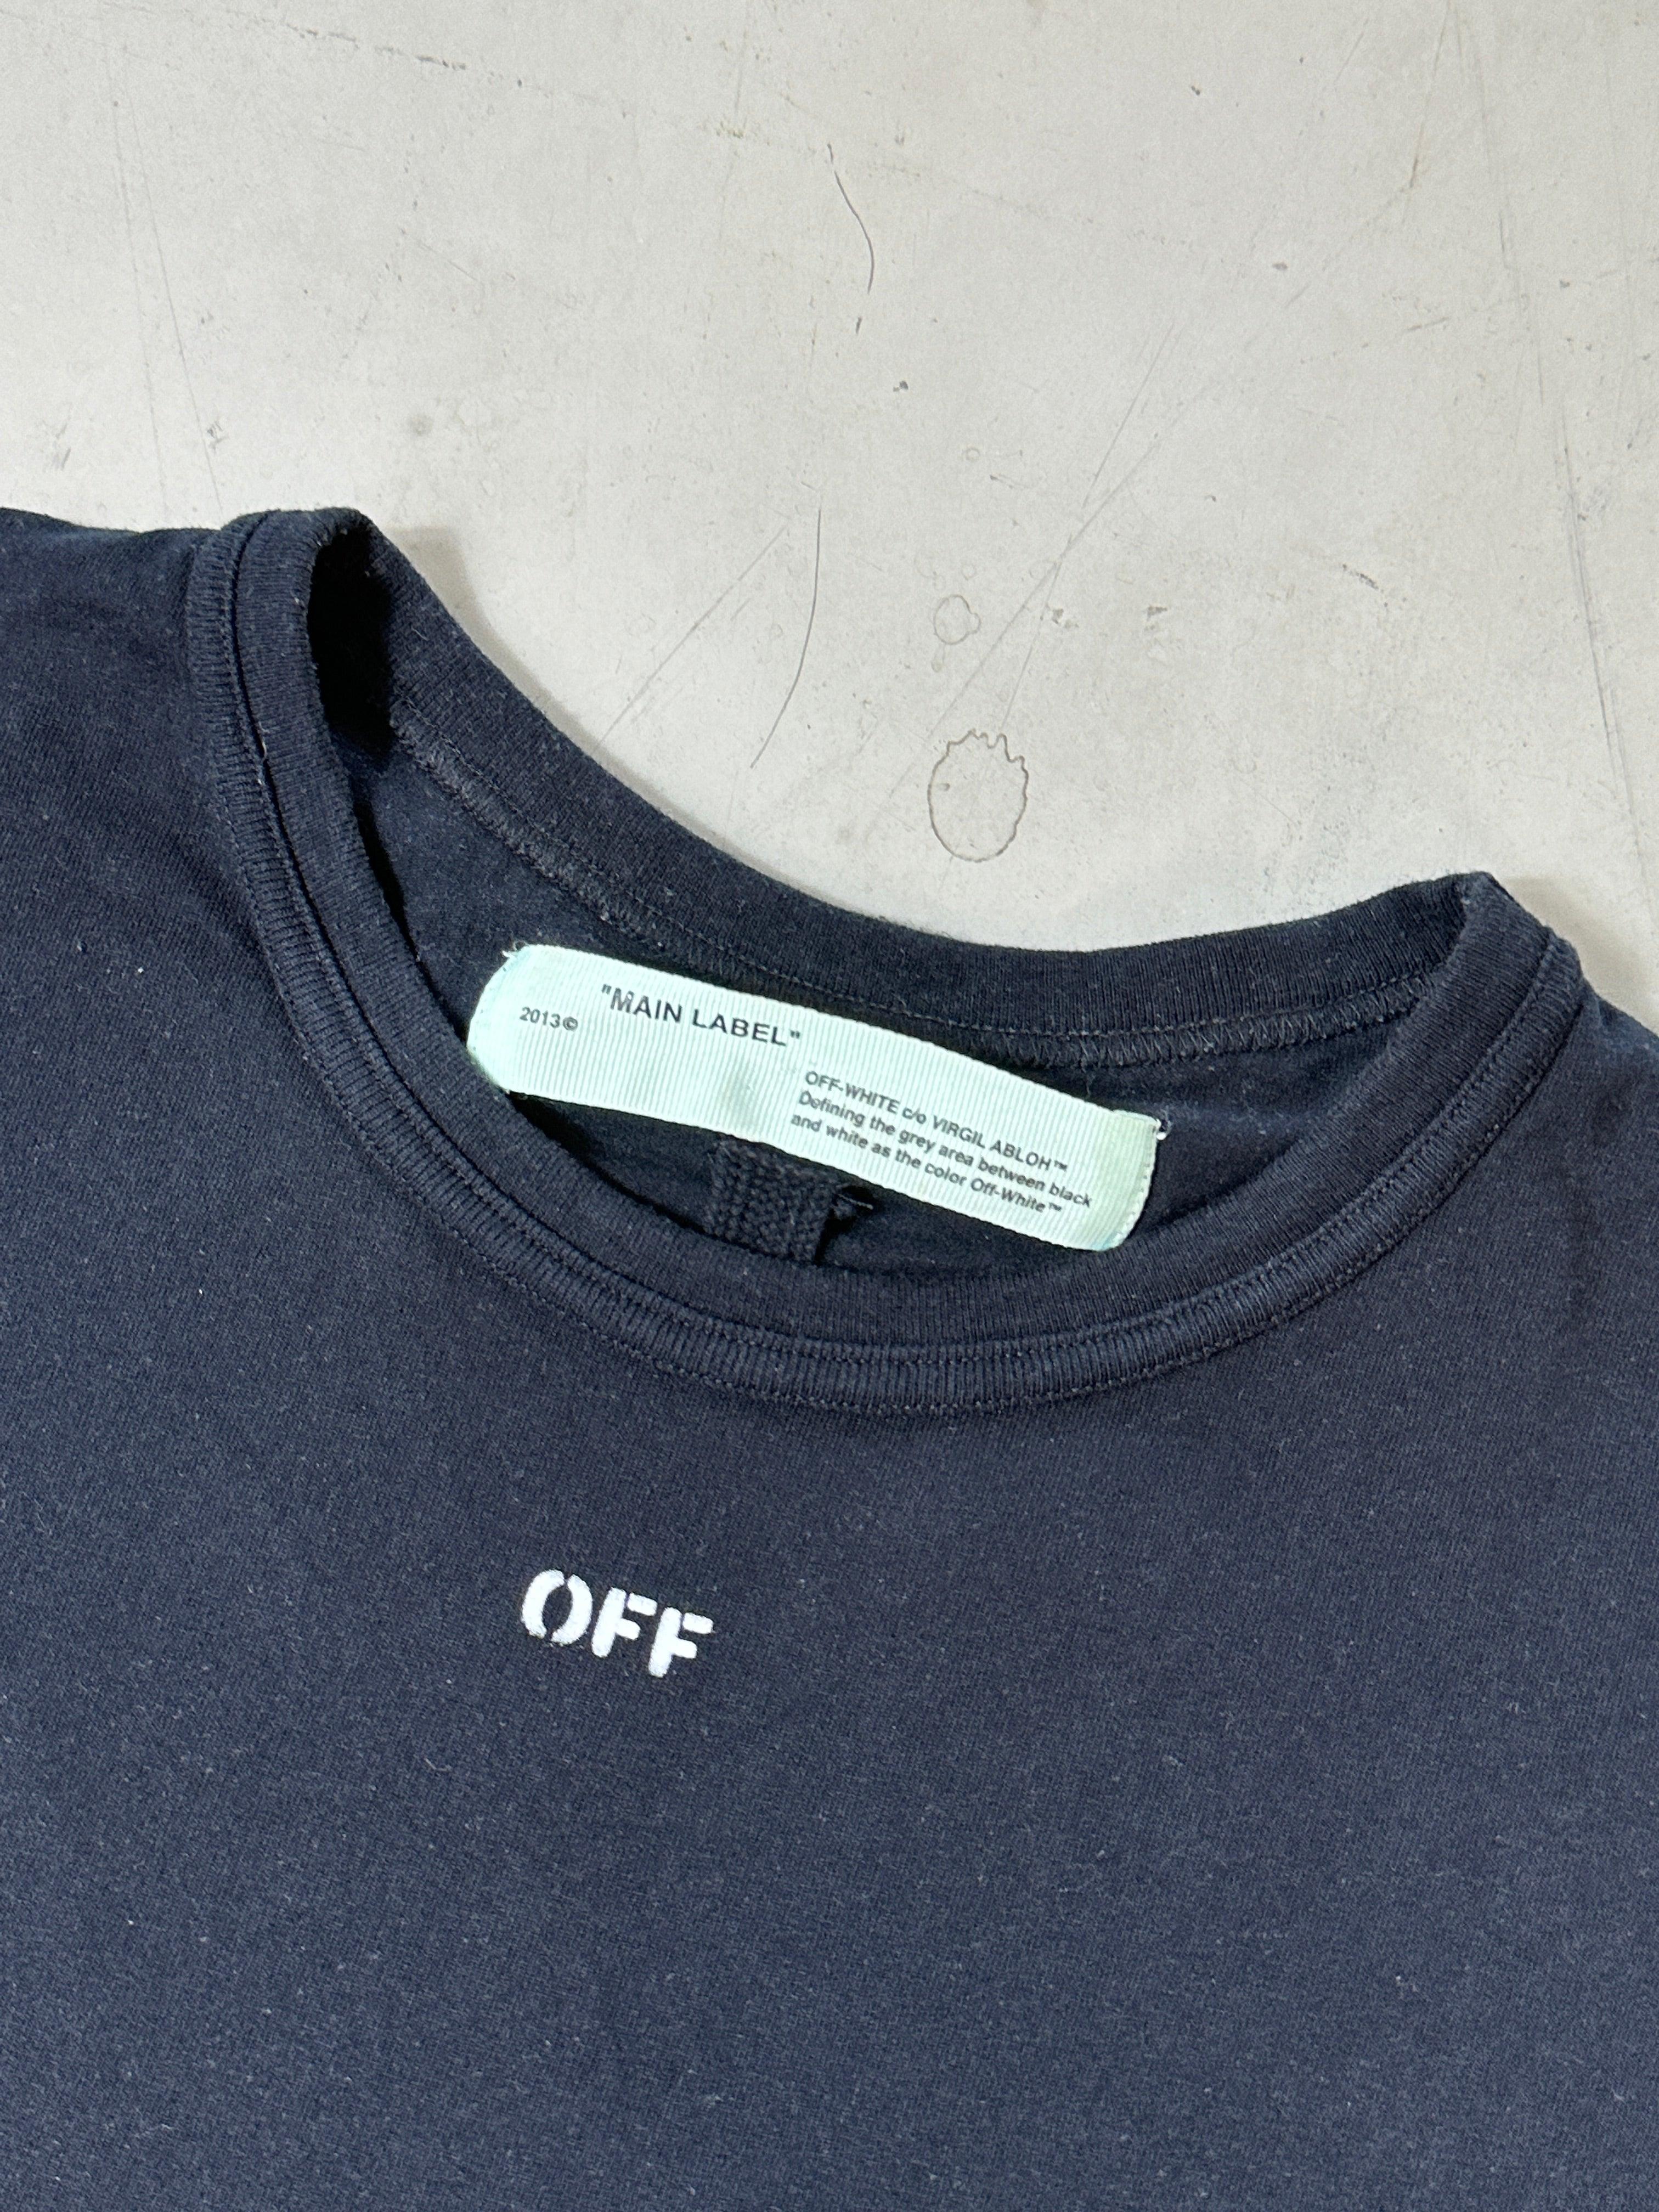 "MAIN LABEL"
2013©
OFF-WHITE c/o VIRGIL ABLOH™
Defining the grey area between black
and white as the color Off-White™
OFF